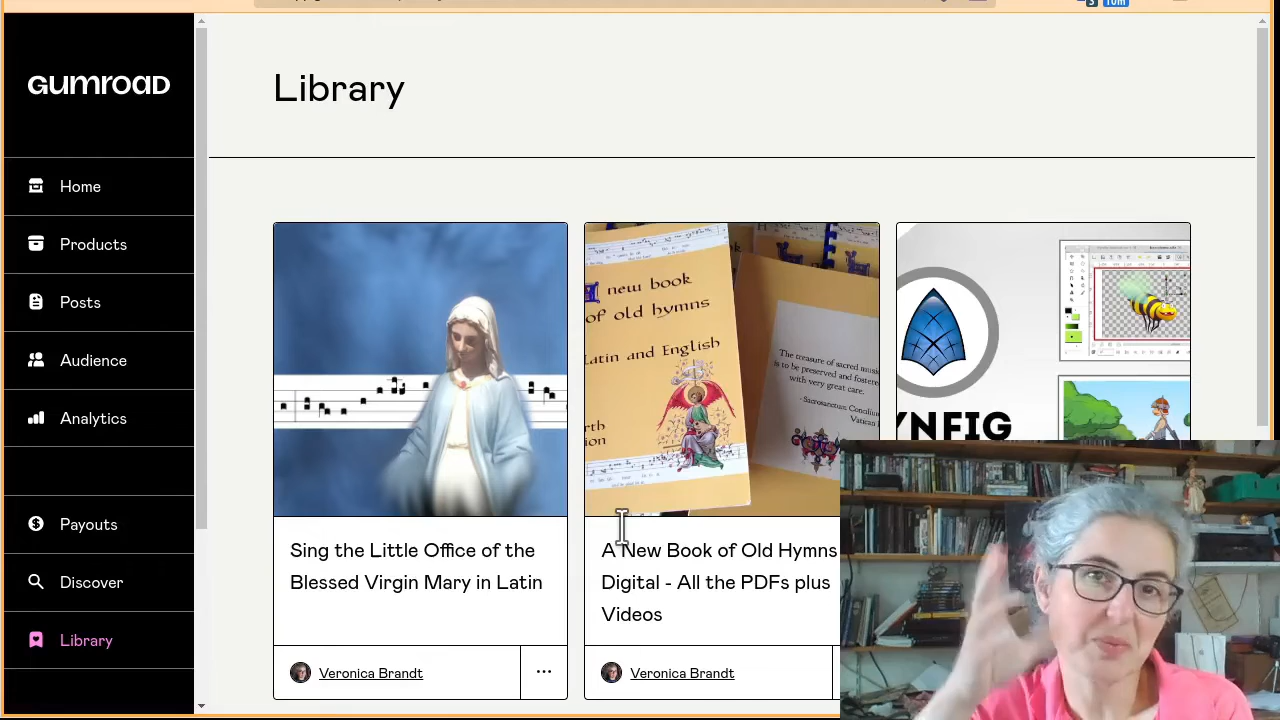 3
10m
GUMROAD
Library
Home
Products
Posts
Audience
Analytics
Payouts
Discover
Library
new book
of old hymns
Latin and English
The treasure of sacred music
is to be preserved and fostered
with very great care.
YNFIG
Sing the Little Office of the
Blessed Virgin Mary in Latin
Veronica Brandt
...
A New Book of Old Hymns
Digital - All the PDFs plus
Videos
Veronica Brandt